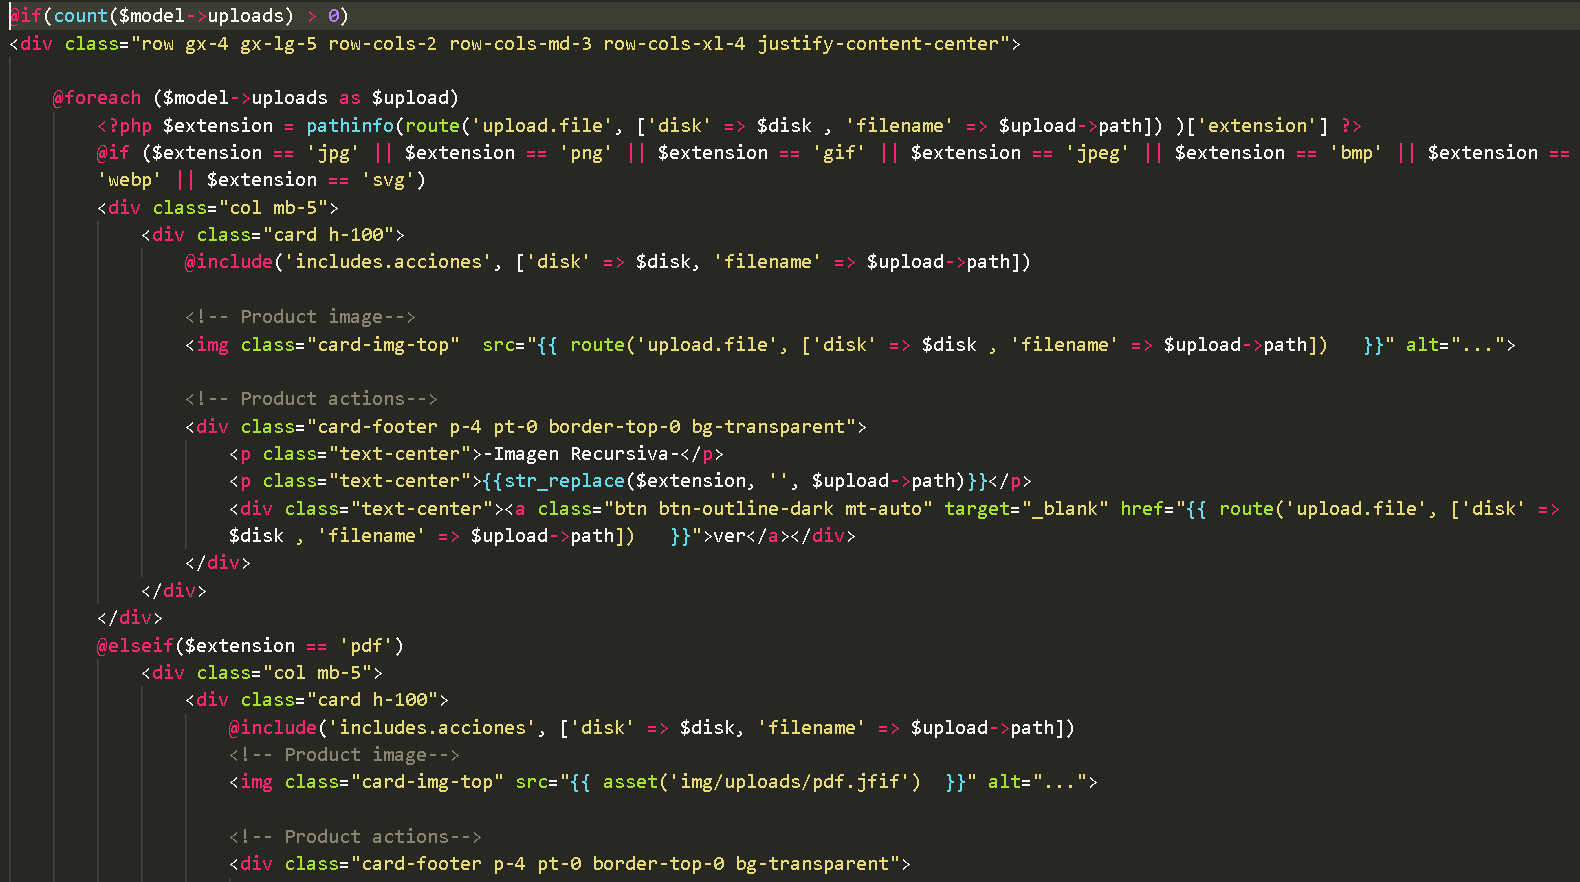 @if(count($model->uploads) > 0)
<div class="row gx-4 gx-lg-5 row-cols-2 row-cols-md-3 row-cols-xl-4 justify-content-center">
@foreach ($model->uploads as $upload)
<?php $extension = pathinfo(route('upload.file', ['disk' => $disk , 'filename' => $upload->path]) )['extension'] ?>
@if ($extension == 'jpg' || $extension == 'png' || $extension == 'gif' || $extension == 'jpeg' || $extension == 'bmp' || $extension ==
'webp' || $extension == 'svg')
<div class="col mb-5">
<div class="card h-100">
@include('includes.acciones', ['disk' => $disk, 'filename' => $upload->path])
<!-- Product image-->
<img class="card-img-top"  src="{{ route('upload.file', ['disk' => $disk , 'filename' => $upload->path])   }}" alt="...">
<!-- Product actions-->
<div class="card-footer p-4 pt-0 border-top-0 bg-transparent">
<p class="text-center">-Imagen Recursiva-</p>
<p class="text-center">{{str_replace($extension, '', $upload->path)}}</p>
<div class="text-center"><a class="btn btn-outline-dark mt-auto" target="_blank" href="{{ route('upload.file', ['disk' =>
$disk , 'filename' => $upload->path])   }}">ver</a></div>
</div>
</div>
</div>
@elseif($extension == 'pdf')
<div class="col mb-5">
<div class="card h-100">
@include('includes.acciones', ['disk' => $disk, 'filename' => $upload->path])
<!-- Product image-->
<img class="card-img-top" src="{{ asset('img/uploads/pdf.jfif')  }}" alt="...">
<!-- Product actions-->
<div class="card-footer p-4 pt-0 border-top-0 bg-transparent">